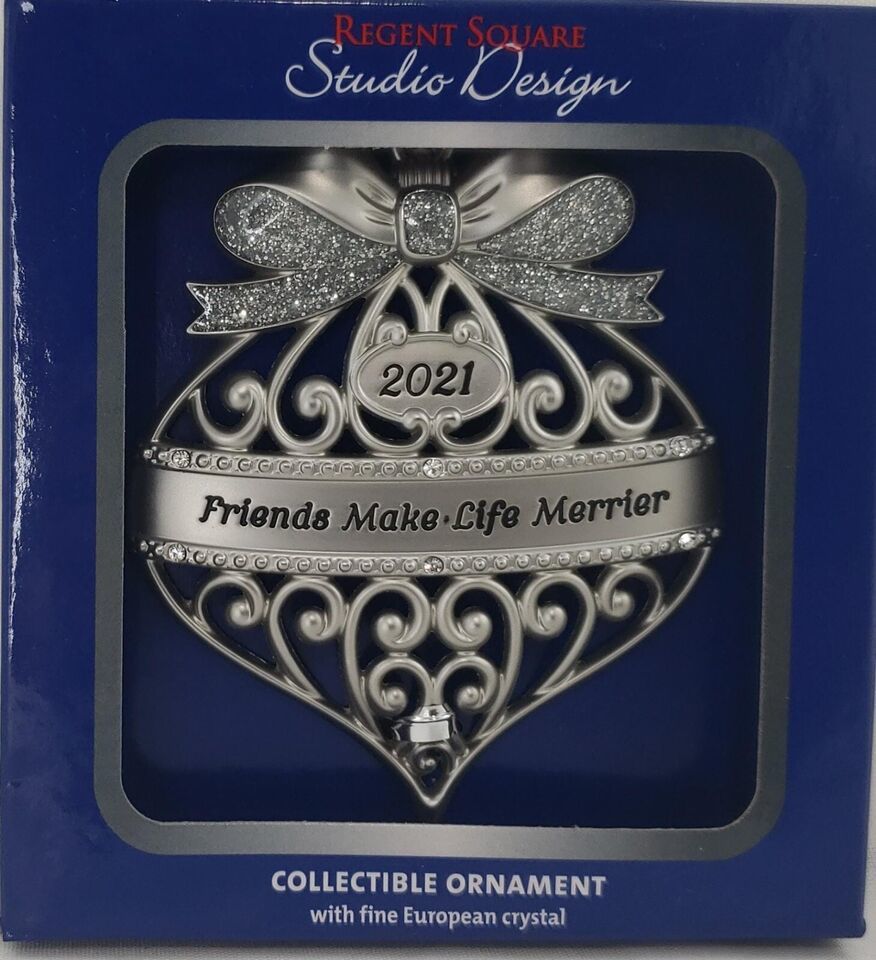 REGENT SQUARE
Studio Design
2021
Friends Make·Life Merrier
COLLECTIBLE ORNAMENT
with fine European crystal